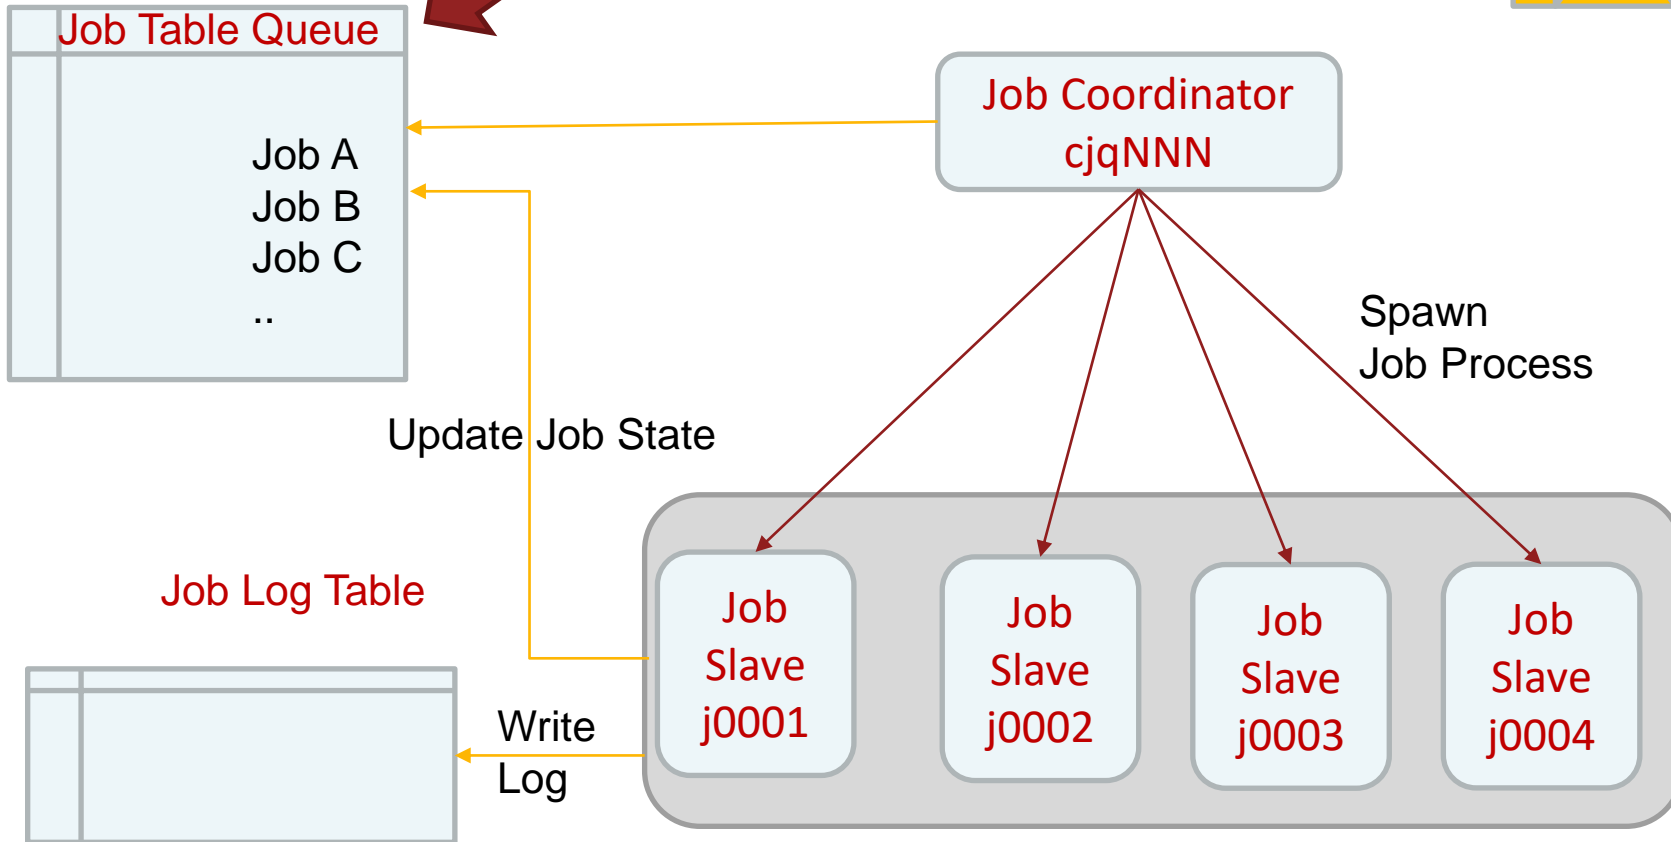 Job Table Queue
Job A
Job B
Job C
..
Job Coordinator
cjqNNN
Spawn
Job Process
Update Job State
Job Log Table
Write
Log
Job
Slave
j0001
Job
Slave
j0002
Job
Slave
j0003
Job
Slave
j0004